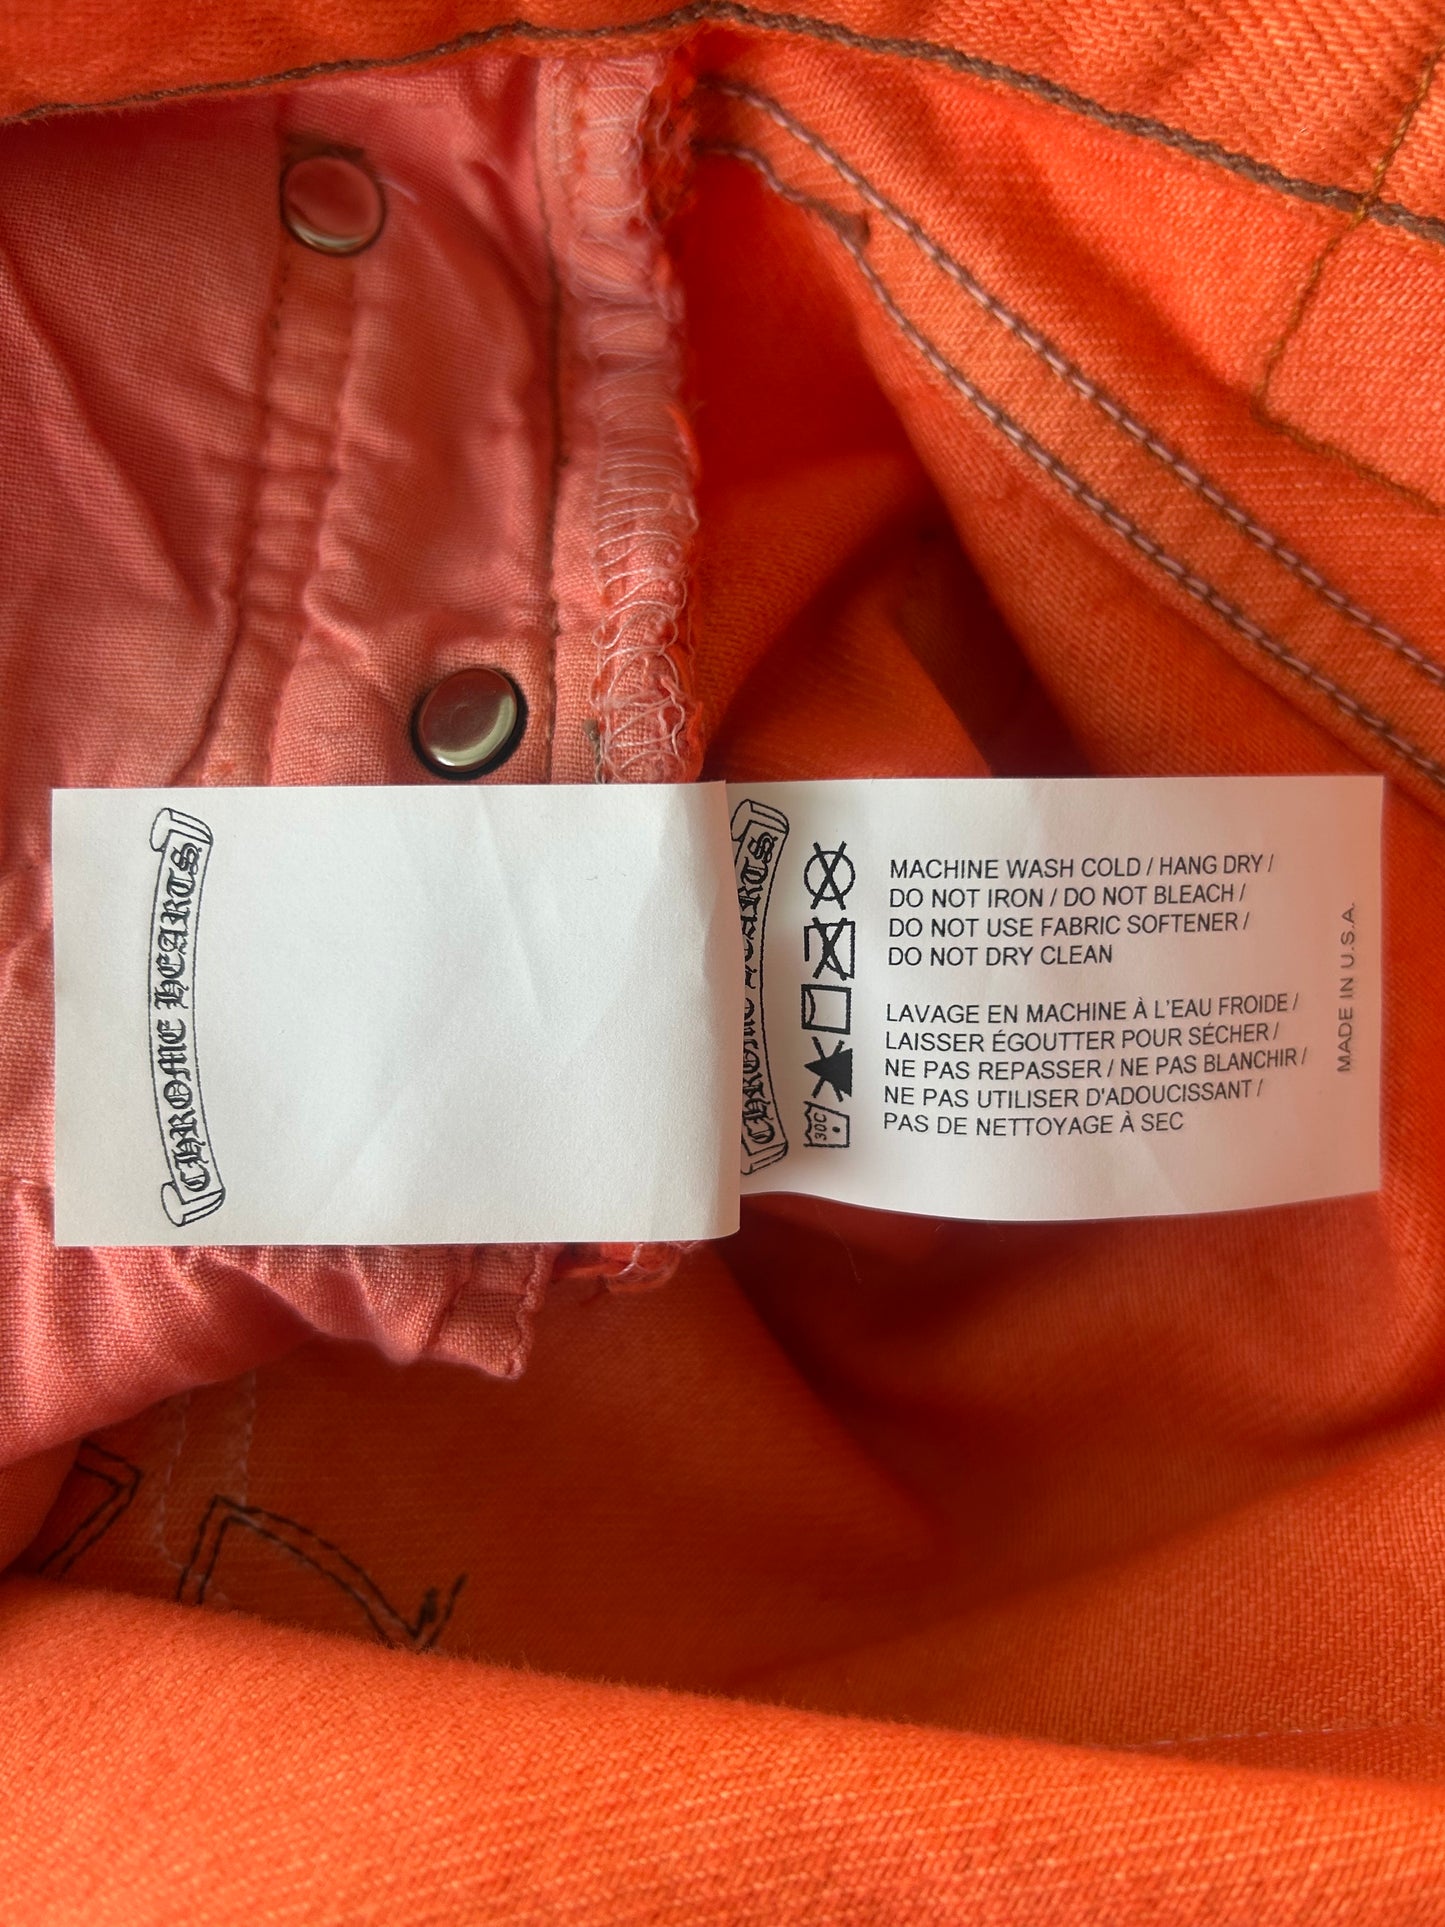 CHROME HEARTS
CHROME HEARTS
MACHINE WASH COLD / HANG DRY /
DO NOT IRON / DO NOT BLEACH /
DO NOT USE FABRIC SOFTENER /
DO NOT DRY CLEAN
LAVAGE EN MACHINE À L'EAU FROIDE /
LAISSER ÉGOUTTER POUR SÉCHER /
NE PAS REPASSER / NE PAS BLANCHIR /
NE PAS UTILISER D'ADOUCISSANT /
PAS DE NETTOYAGE À SEC
30C
MADE IN U.S.A.